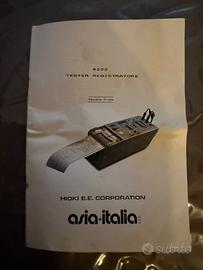 8202
TESTER REGISTRATORE
HIOKI E.E. CORPORATION
asia-italia
subito